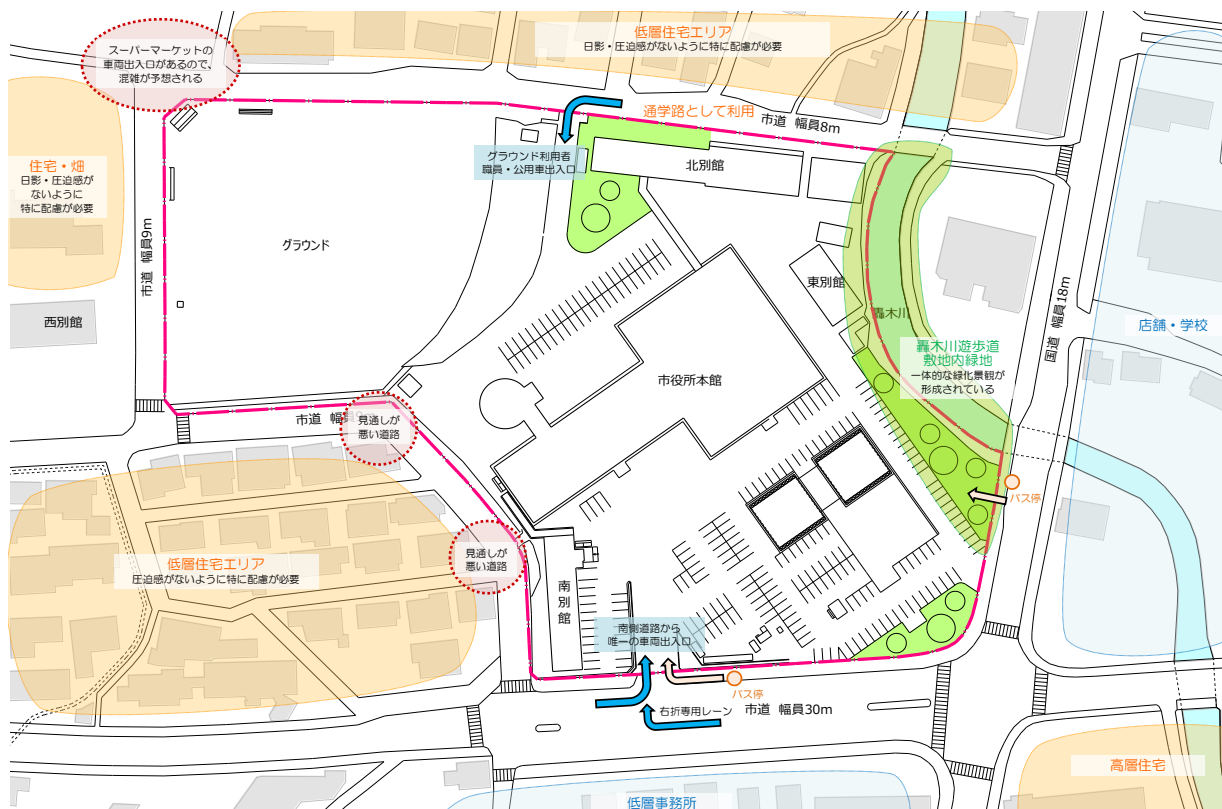 スーパーマーケットの
車両出入口があるので、
混雑が予想される
低層住宅エリア
日影・圧迫感がないように特に配慮が必要
通学路として利用
市道 幅員8m
グラウンド利用者
職員・公用車出入口
北別館
住宅・畑
日影・圧迫感が
ないように
特に配慮が必要
市道 幅員9m
グラウンド
西別館
東別館
轟木川
国道 幅員18m
店舗・学校
轟木川遊歩道
敷地内緑地
一体的な緑化景観が
形成されている
市役所本館
市道 幅員9m
見通しが
悪い道路
バス停
見通しが
悪い道路
低層住宅エリア
圧迫感がないように特に配慮が必要
南別館
南側道路から
唯一の車両出入口
バス停
右折専用レーン
市道 幅員30m
高層住宅
低層事務所